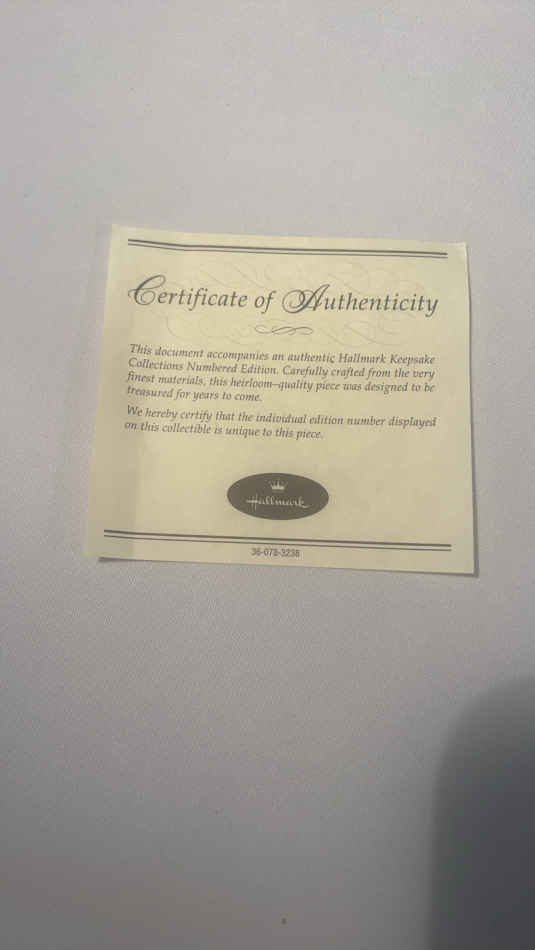 Certificate of Authenticity
This document accompanies an authentic Hallmark Keepsake
Collections Numbered Edition. Carefully crafted from the very
finest materials, this heirloom–quality piece was designed to be
treasured for years to come.
We hereby certify that the individual edition number displayed
on this collectible is unique to this piece.
Hallmark
36-078-3238